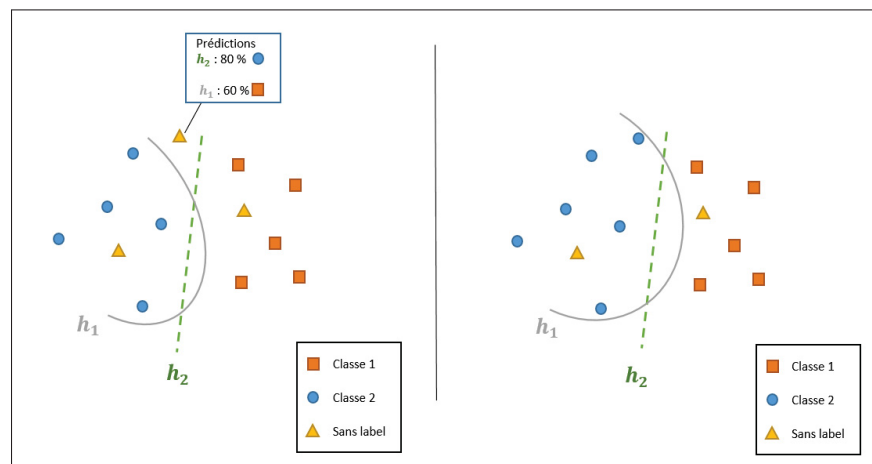 Prédictions
h₂ : 80 %
h₁ : 60 %
h₁
h₂
Classe 1
Classe 2
Sans label
h₁
h₂
Classe 1
Classe 2
Sans label